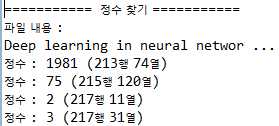 =========== 정수 찾기 ===========
파일 내용 :
Deep learning in neural networ ...
정수 : 1981 (213행 74열)
정수 : 75 (215행 120열)
정수 : 2 (217행 11열)
정수 : 3 (217행 31열)